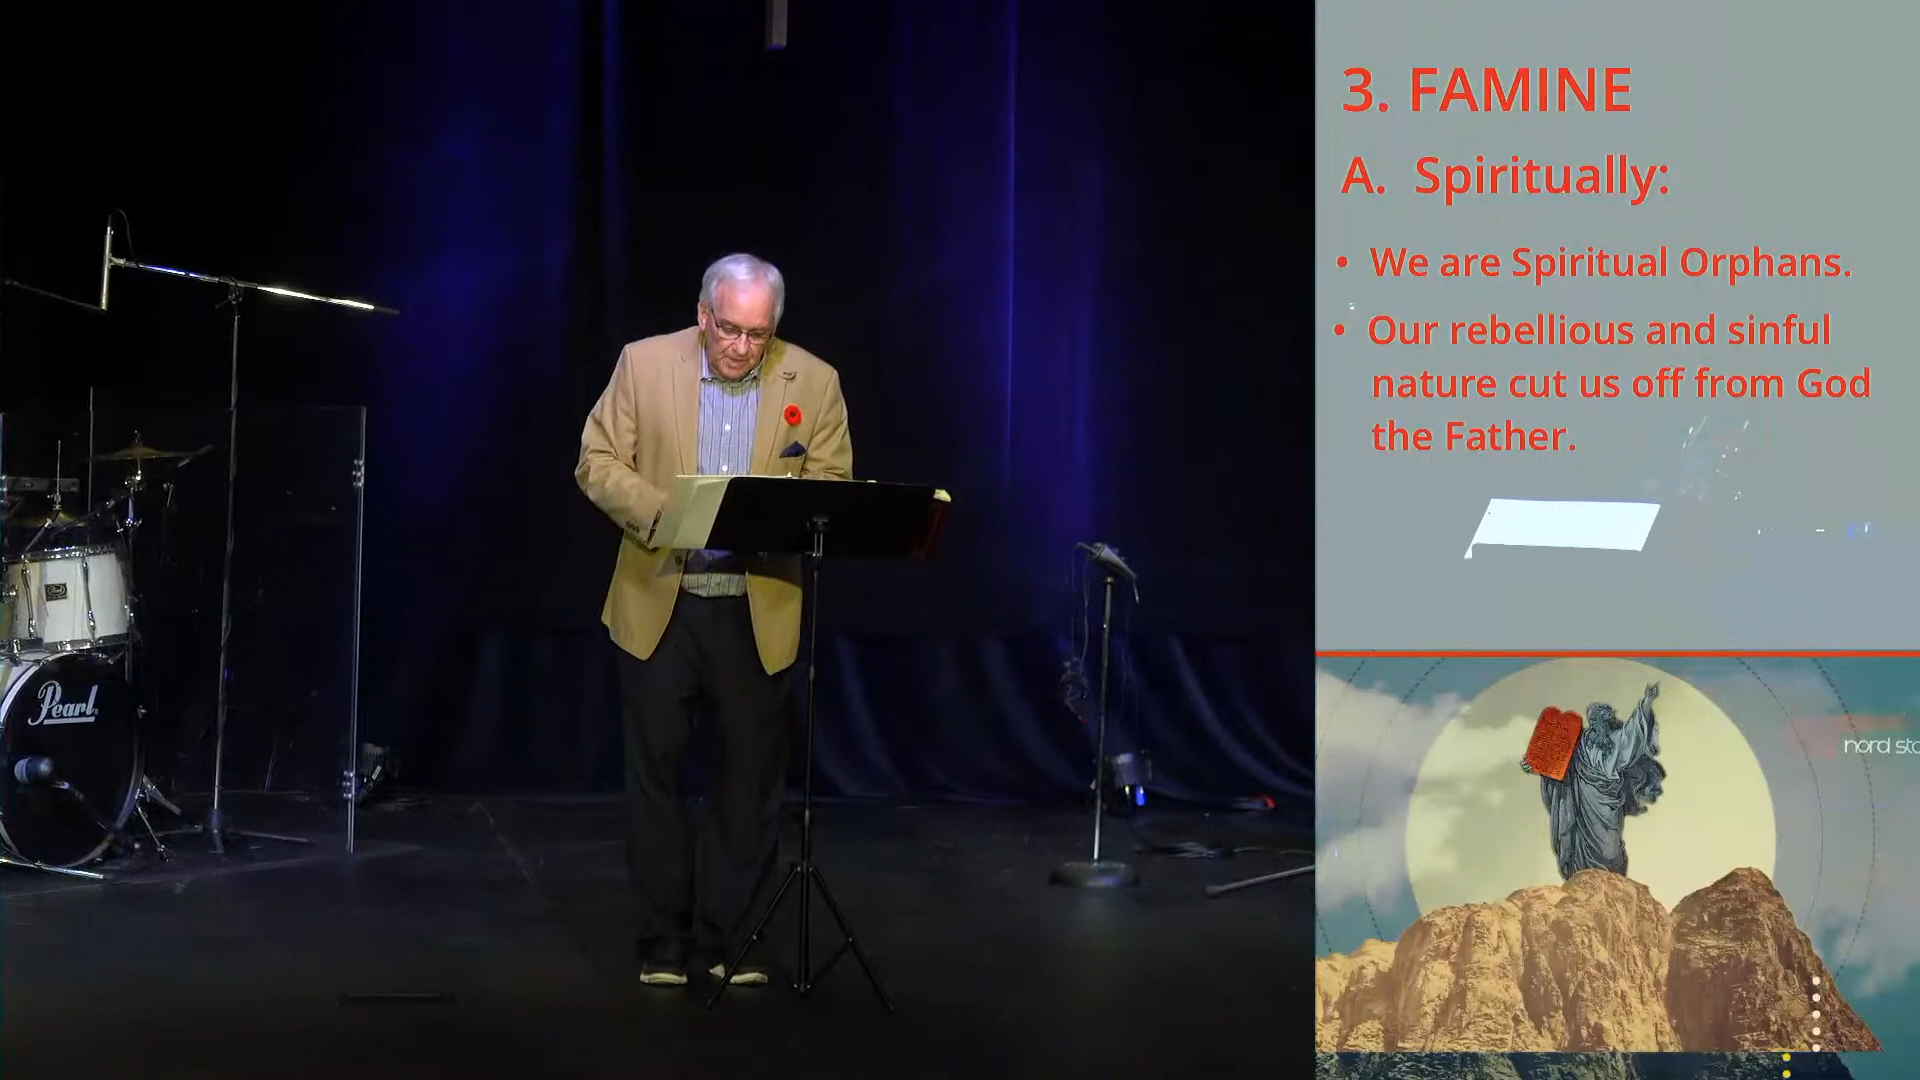 3. FAMINE
A. Spiritually:
• We are Spiritual Orphans.
• Our rebellious and sinful
nature cut us off from God
the Father.
nord
Pearl